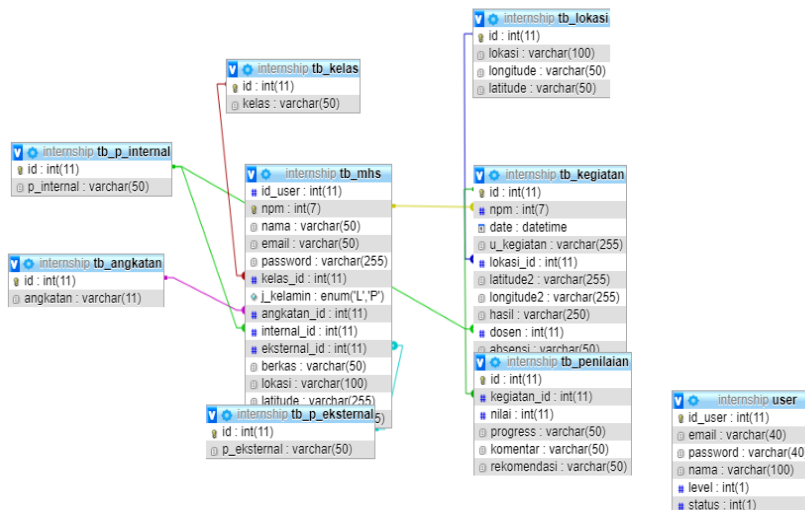 internship tb_lokasi
id : int(11)
lokasi : varchar(100)
longitude : varchar(50)
latitude : varchar(50)
internship tb_kelas
id : int(11)
kelas : varchar(50)
internship tb_p_internal
id : int(11)
p_internal : varchar(50)
internship tb_mhs
id_user : int(11)
npm : int(7)
nama : varchar(50)
email : varchar(50)
password : varchar(255)
kelas_id : int(11)
j_kelamin : enum('L','P')
angkatan_id : int(11)
internal_id : int(11)
eksternal_id : int(11)
berkas : varchar(50)
lokasi : varchar(100)
latitude : varchar(255)
5)
internship tb_kegiatan
id : int(11)
npm : int(7)
date : datetime
u_kegiatan : varchar(255)
lokasi_id : int(11)
latitude2 : varchar(255)
longitude2 : varchar(255)
hasil : varchar(250)
dosen : int(11)
absensi : varchar(50)
internship tb_angkatan
id : int(11)
angkatan : varchar(11)
internship tb_penilaian
id : int(11)
kegiatan_id : int(11)
nilai : int(11)
progress : varchar(50)
komentar : varchar(50)
rekomendasi : varchar(50)
internship tb_p_eksternal
id : int(11)
p_eksternal : varchar(50)
internship user
id_user : int(11)
email : varchar(40)
password : varchar(40)
nama : varchar(100)
level : int(1)
status : int(1)